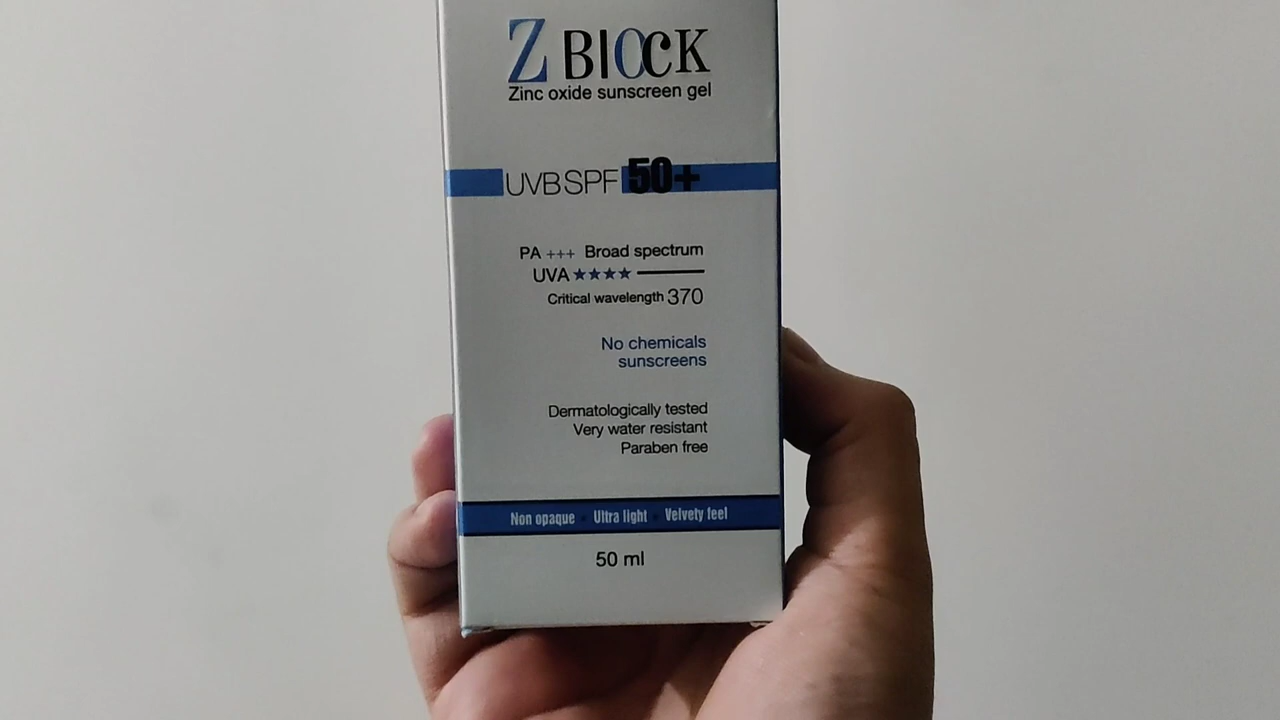 Z BlOcK
Zinc oxide sunscreen gel
UVB SPF 50+
PA +++ Broad spectrum
UVA ★★★★
Critical wavelength 370
No chemicals
sunscreens
Dermatologically tested
Very water resistant
Paraben free
Non opaque Ultra light Velvety feel
50 ml